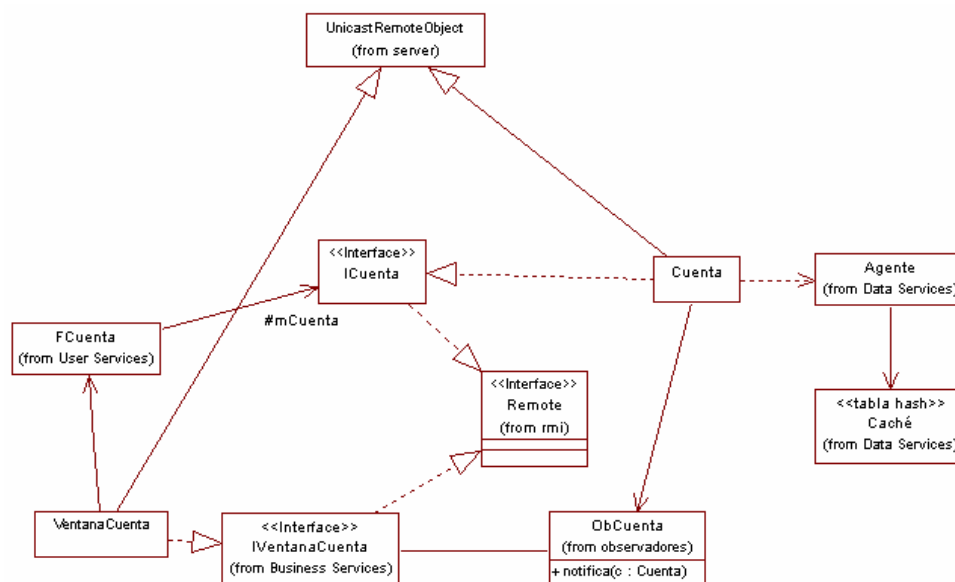 UnicastRemoteObject
(from server)
<<Interface>>
ICuenta
Cuenta
Agente
(from Data Services)
#mCuenta
FCuenta
(from User Services)
<<Interface>>
Remote
(from rmi)
<<tabla hash>>
Caché
(from Data Services)
VentanaCuenta
<<Interface>>
IVentanaCuenta
(from Business Services)
ObCuenta
(from observadores)
+ notifica(c : Cuenta)